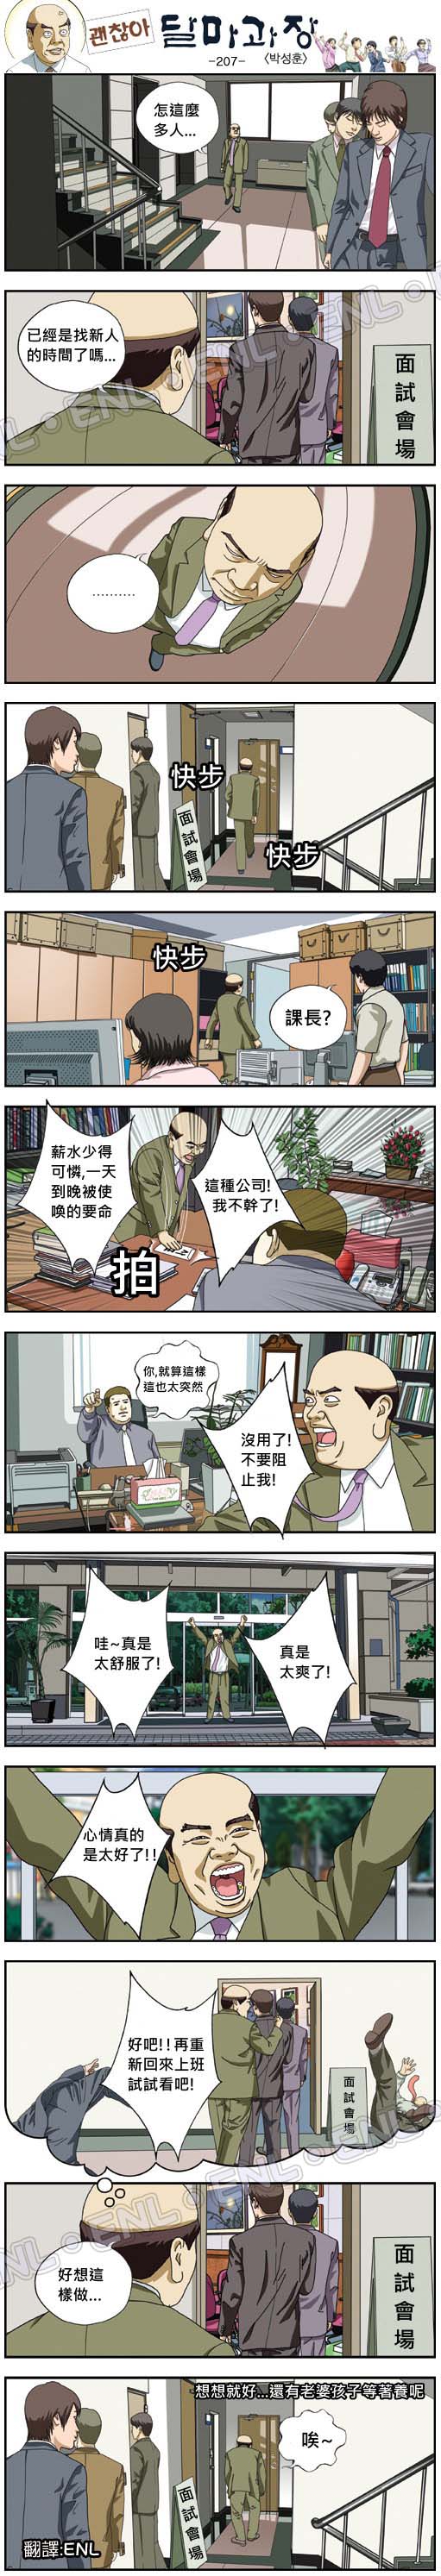 괜찮아
달마과장
-207-
〈박성훈〉
怎這麼
多人...
已經是找新人
的時間了嗎...
面試會場
..........
快步
面試會場
快步
快步
課長?
薪水少得
可憐,一天
到晚被使
喚的要命
這種公司!
我不幹了!
拍
你,就算這樣
這也太突然
沒用了!
不要阻
止我!
哇~真是
太舒服了!
真是
太爽了!
心情真的
是太好了!!
好吧!!再重
新回來上班
試試看吧!
面試會場
好想這
樣做...
面試會場
想想就好...還有老婆孩子等著養呢
唉~
面試會場
翻譯:ENL